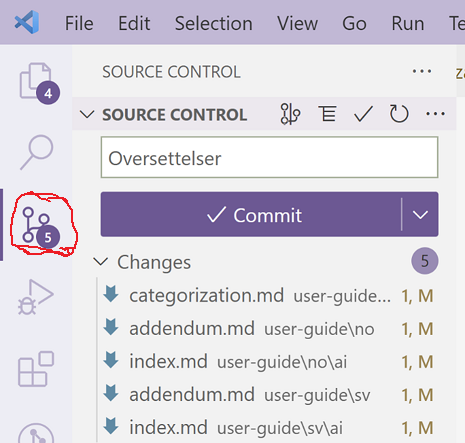 File Edit Selection View Go Run Te
SOURCE CONTROL ···
4
SOURCE CONTROL ···
Oversettelser
Commit
5
Changes 5
categorization.md user-guide... 1, M
addendum.md user-guide\no 1, M
index.md user-guide\no\ai 1, M
addendum.md user-guide\sv 1, M
index.md user-guide\sv\ai 1, M